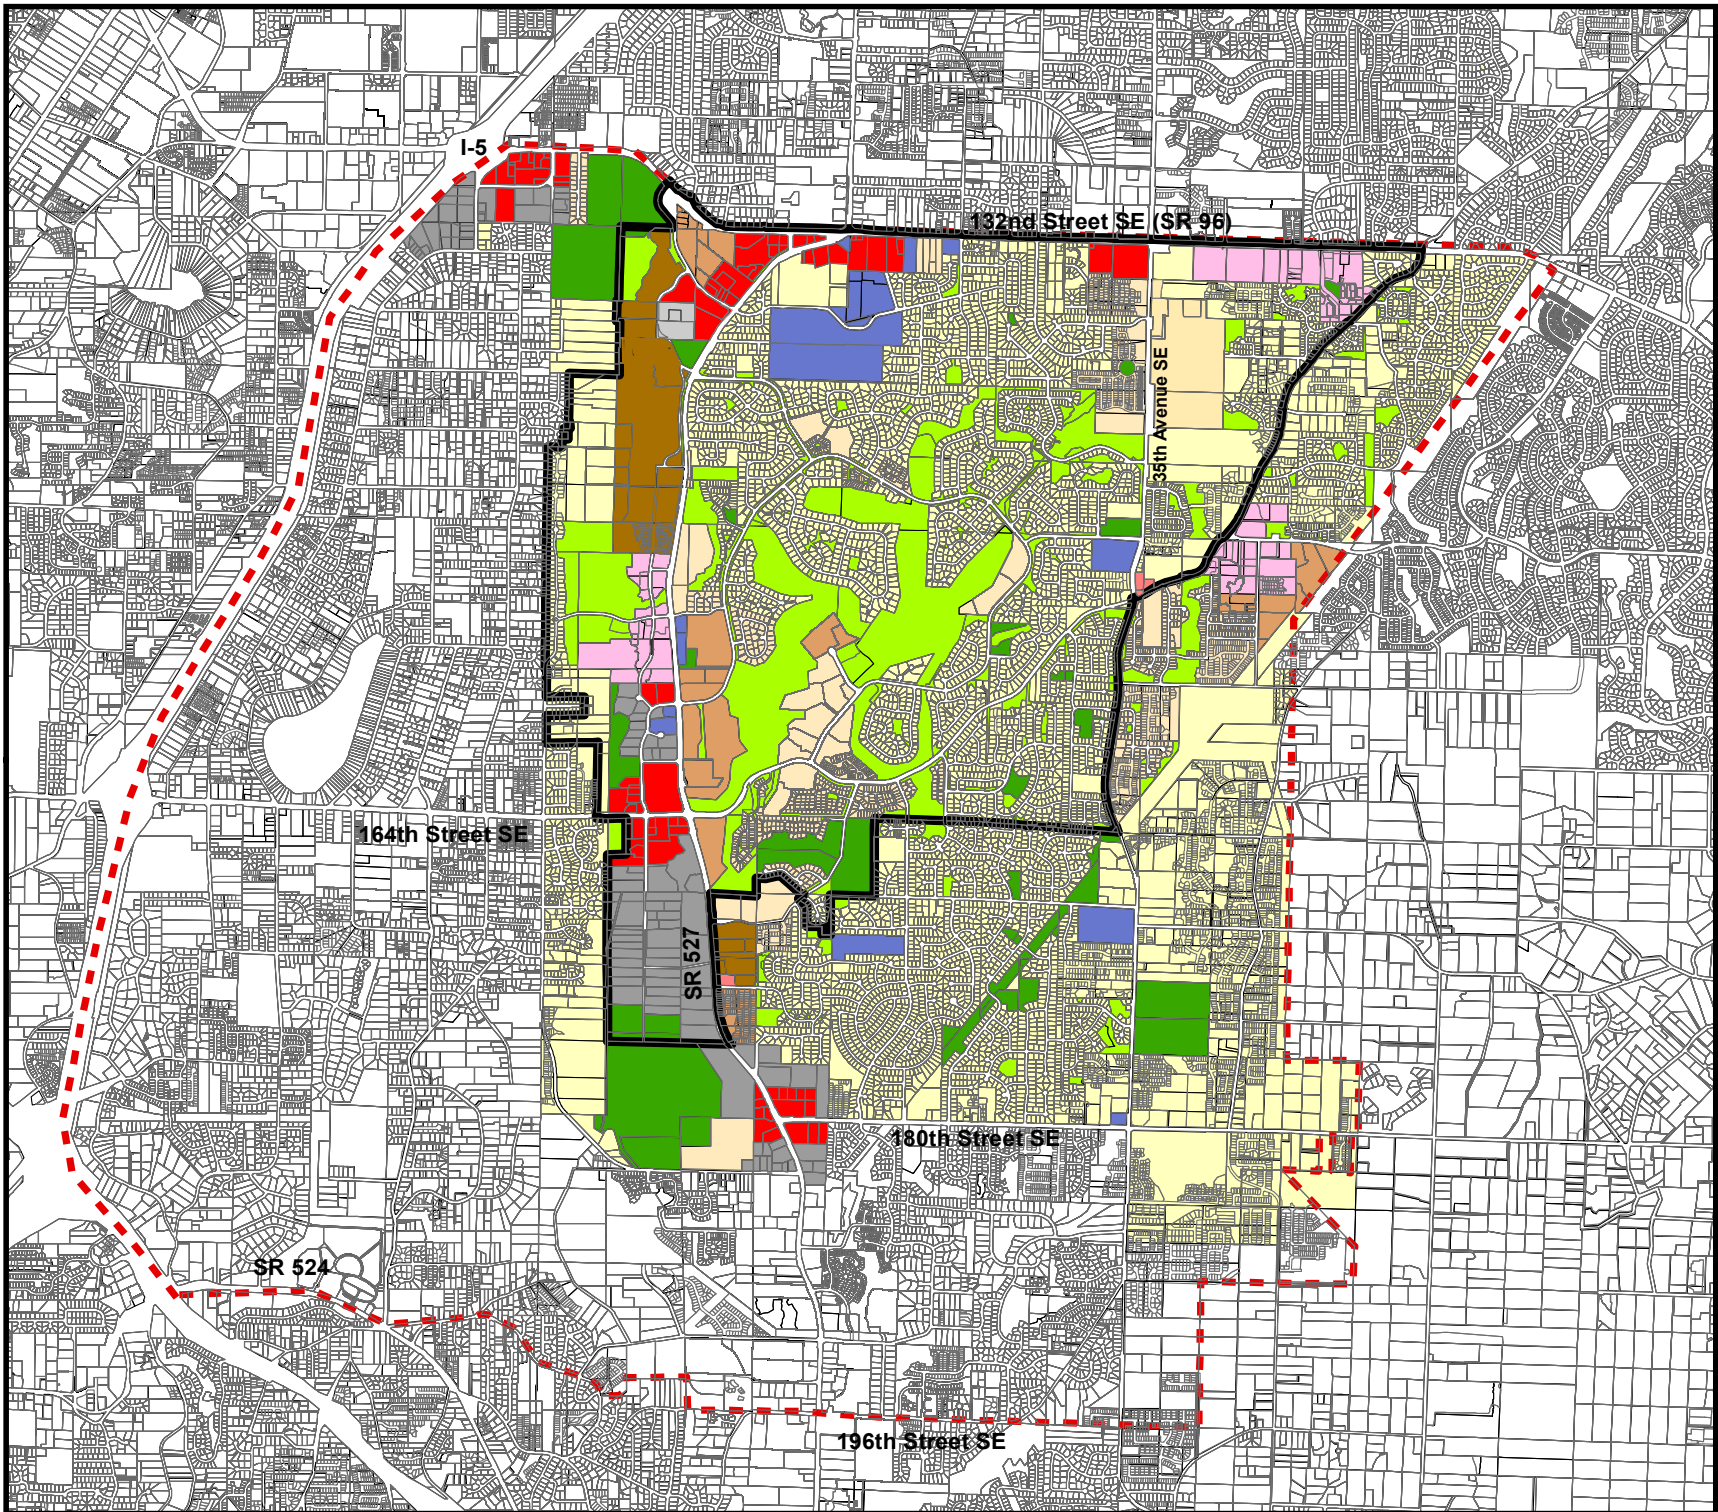 I-5
132nd Street SE (SR 96)
35th Avenue SE
164th Street SE
SR 527
180th Street SE
SR 524
196th Street SE